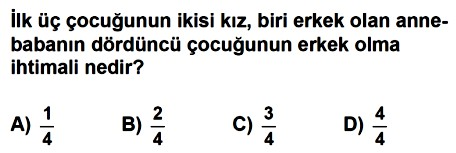 İlk üç çocuğunun ikisi kız, biri erkek olan anne-
babanın dördüncü çocuğunun erkek olma
ihtimali nedir?
A) 1/4 B) 2/4 C) 3/4 D) 4/4